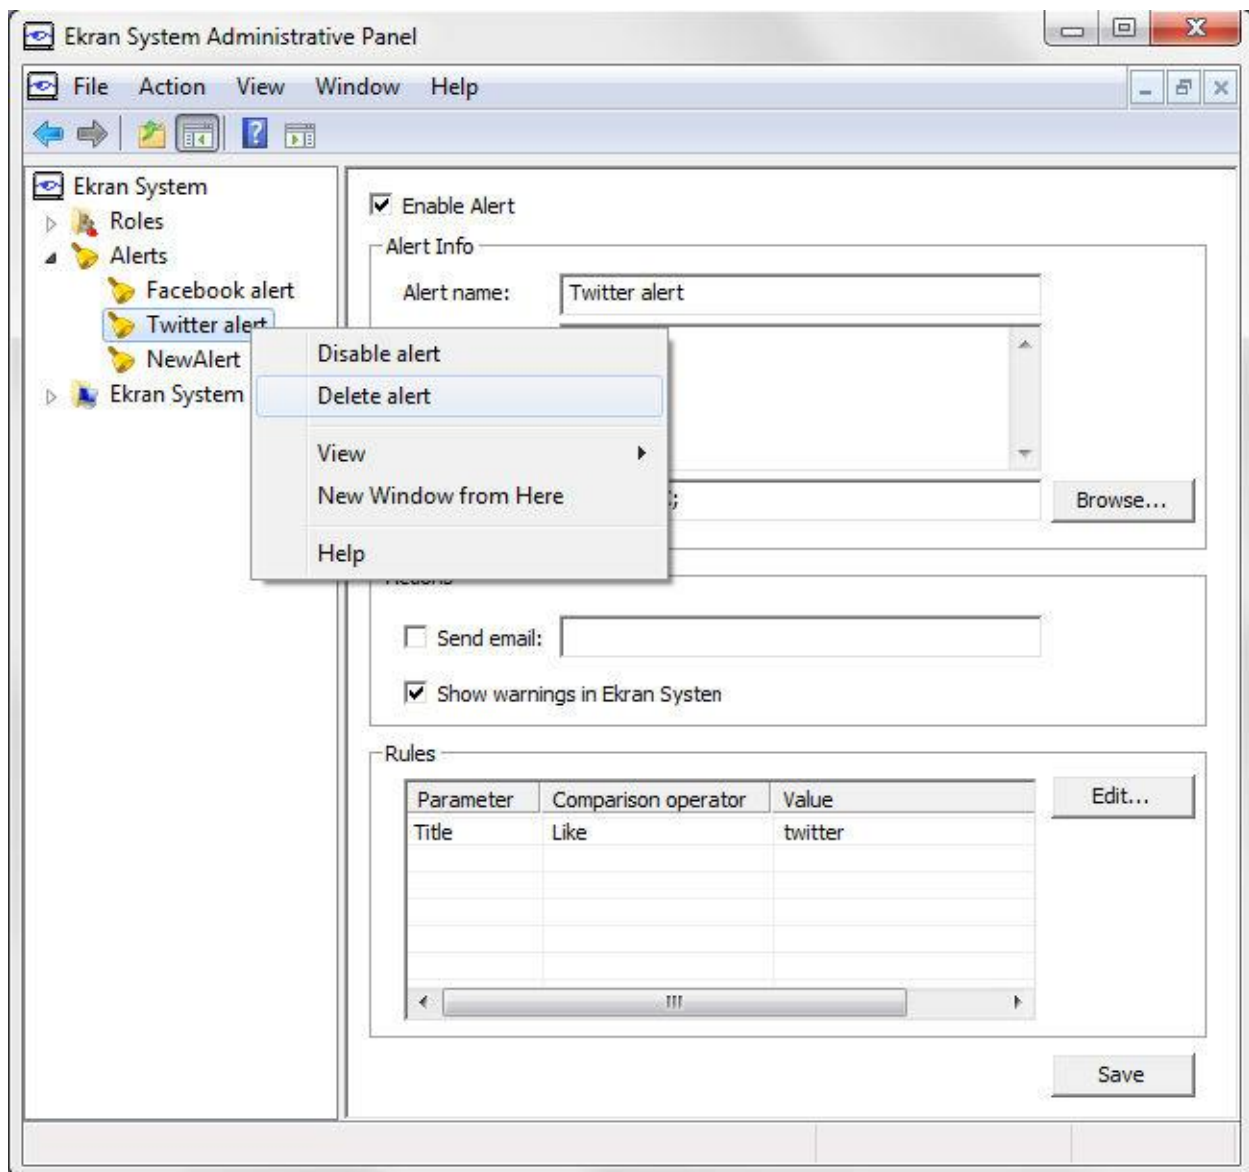 Ekran System Administrative Panel
File Action View Window Help
Ekran System
Roles
Alerts
Facebook alert
Twitter alert
NewAlert
Ekran System
Disable alert
Delete alert
View
New Window from Here
Help
Enable Alert
Alert Info
Alert name: Twitter alert
; Browse...
Actions
Send email:
Show warnings in Ekran System
Rules
Parameter Comparison operator Value
Title Like twitter
Edit...
Save